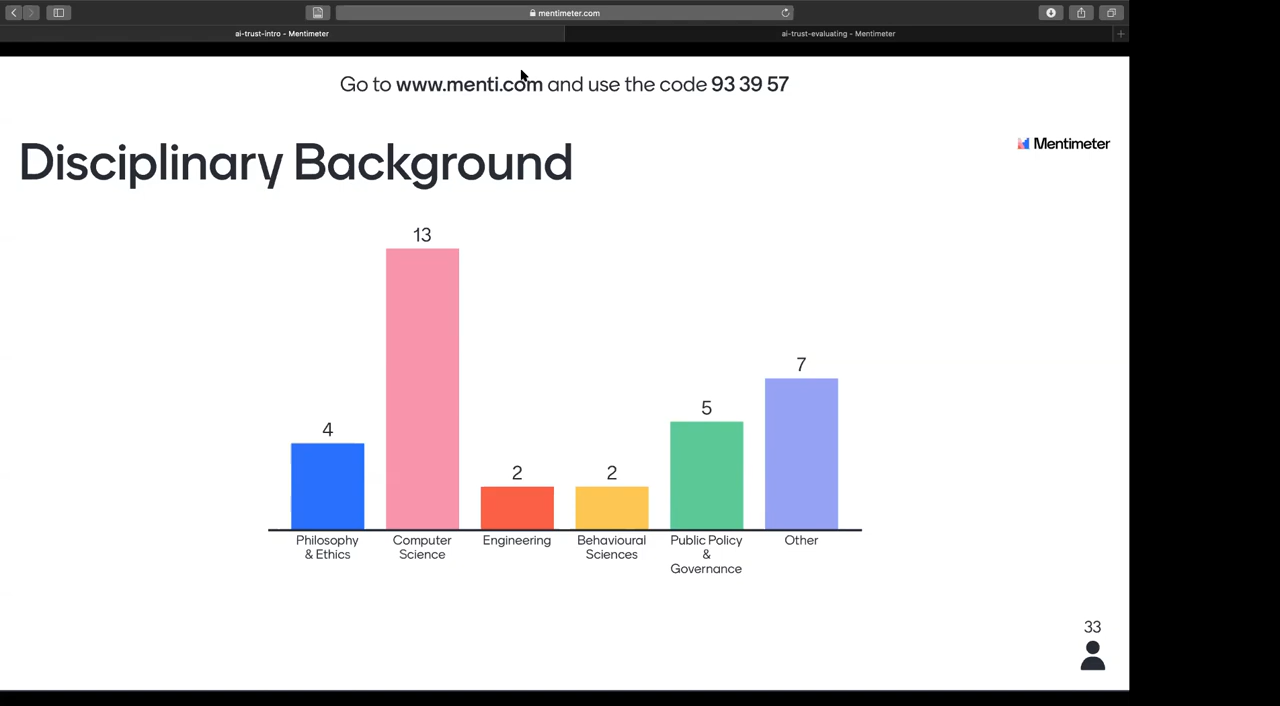 mentimeter.com
ai-trust-intro - Mentimeter
ai-trust-evaluating - Mentimeter
Go to www.menti.com and use the code 93 39 57
Disciplinary Background
Mentimeter
4
13
2
2
5
7
Philosophy
& Ethics
Computer
Science
Engineering
Behavioural
Sciences
Public Policy
&
Governance
Other
33